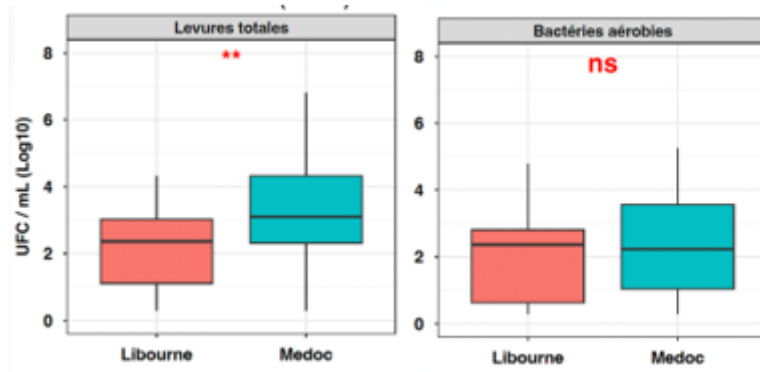 Levures totales
**
8
6
4
2
0
UFC / mL (Log10)
Libourne Medoc
Bactéries aérobies
ns
8
6
4
2
0
Libourne Medoc